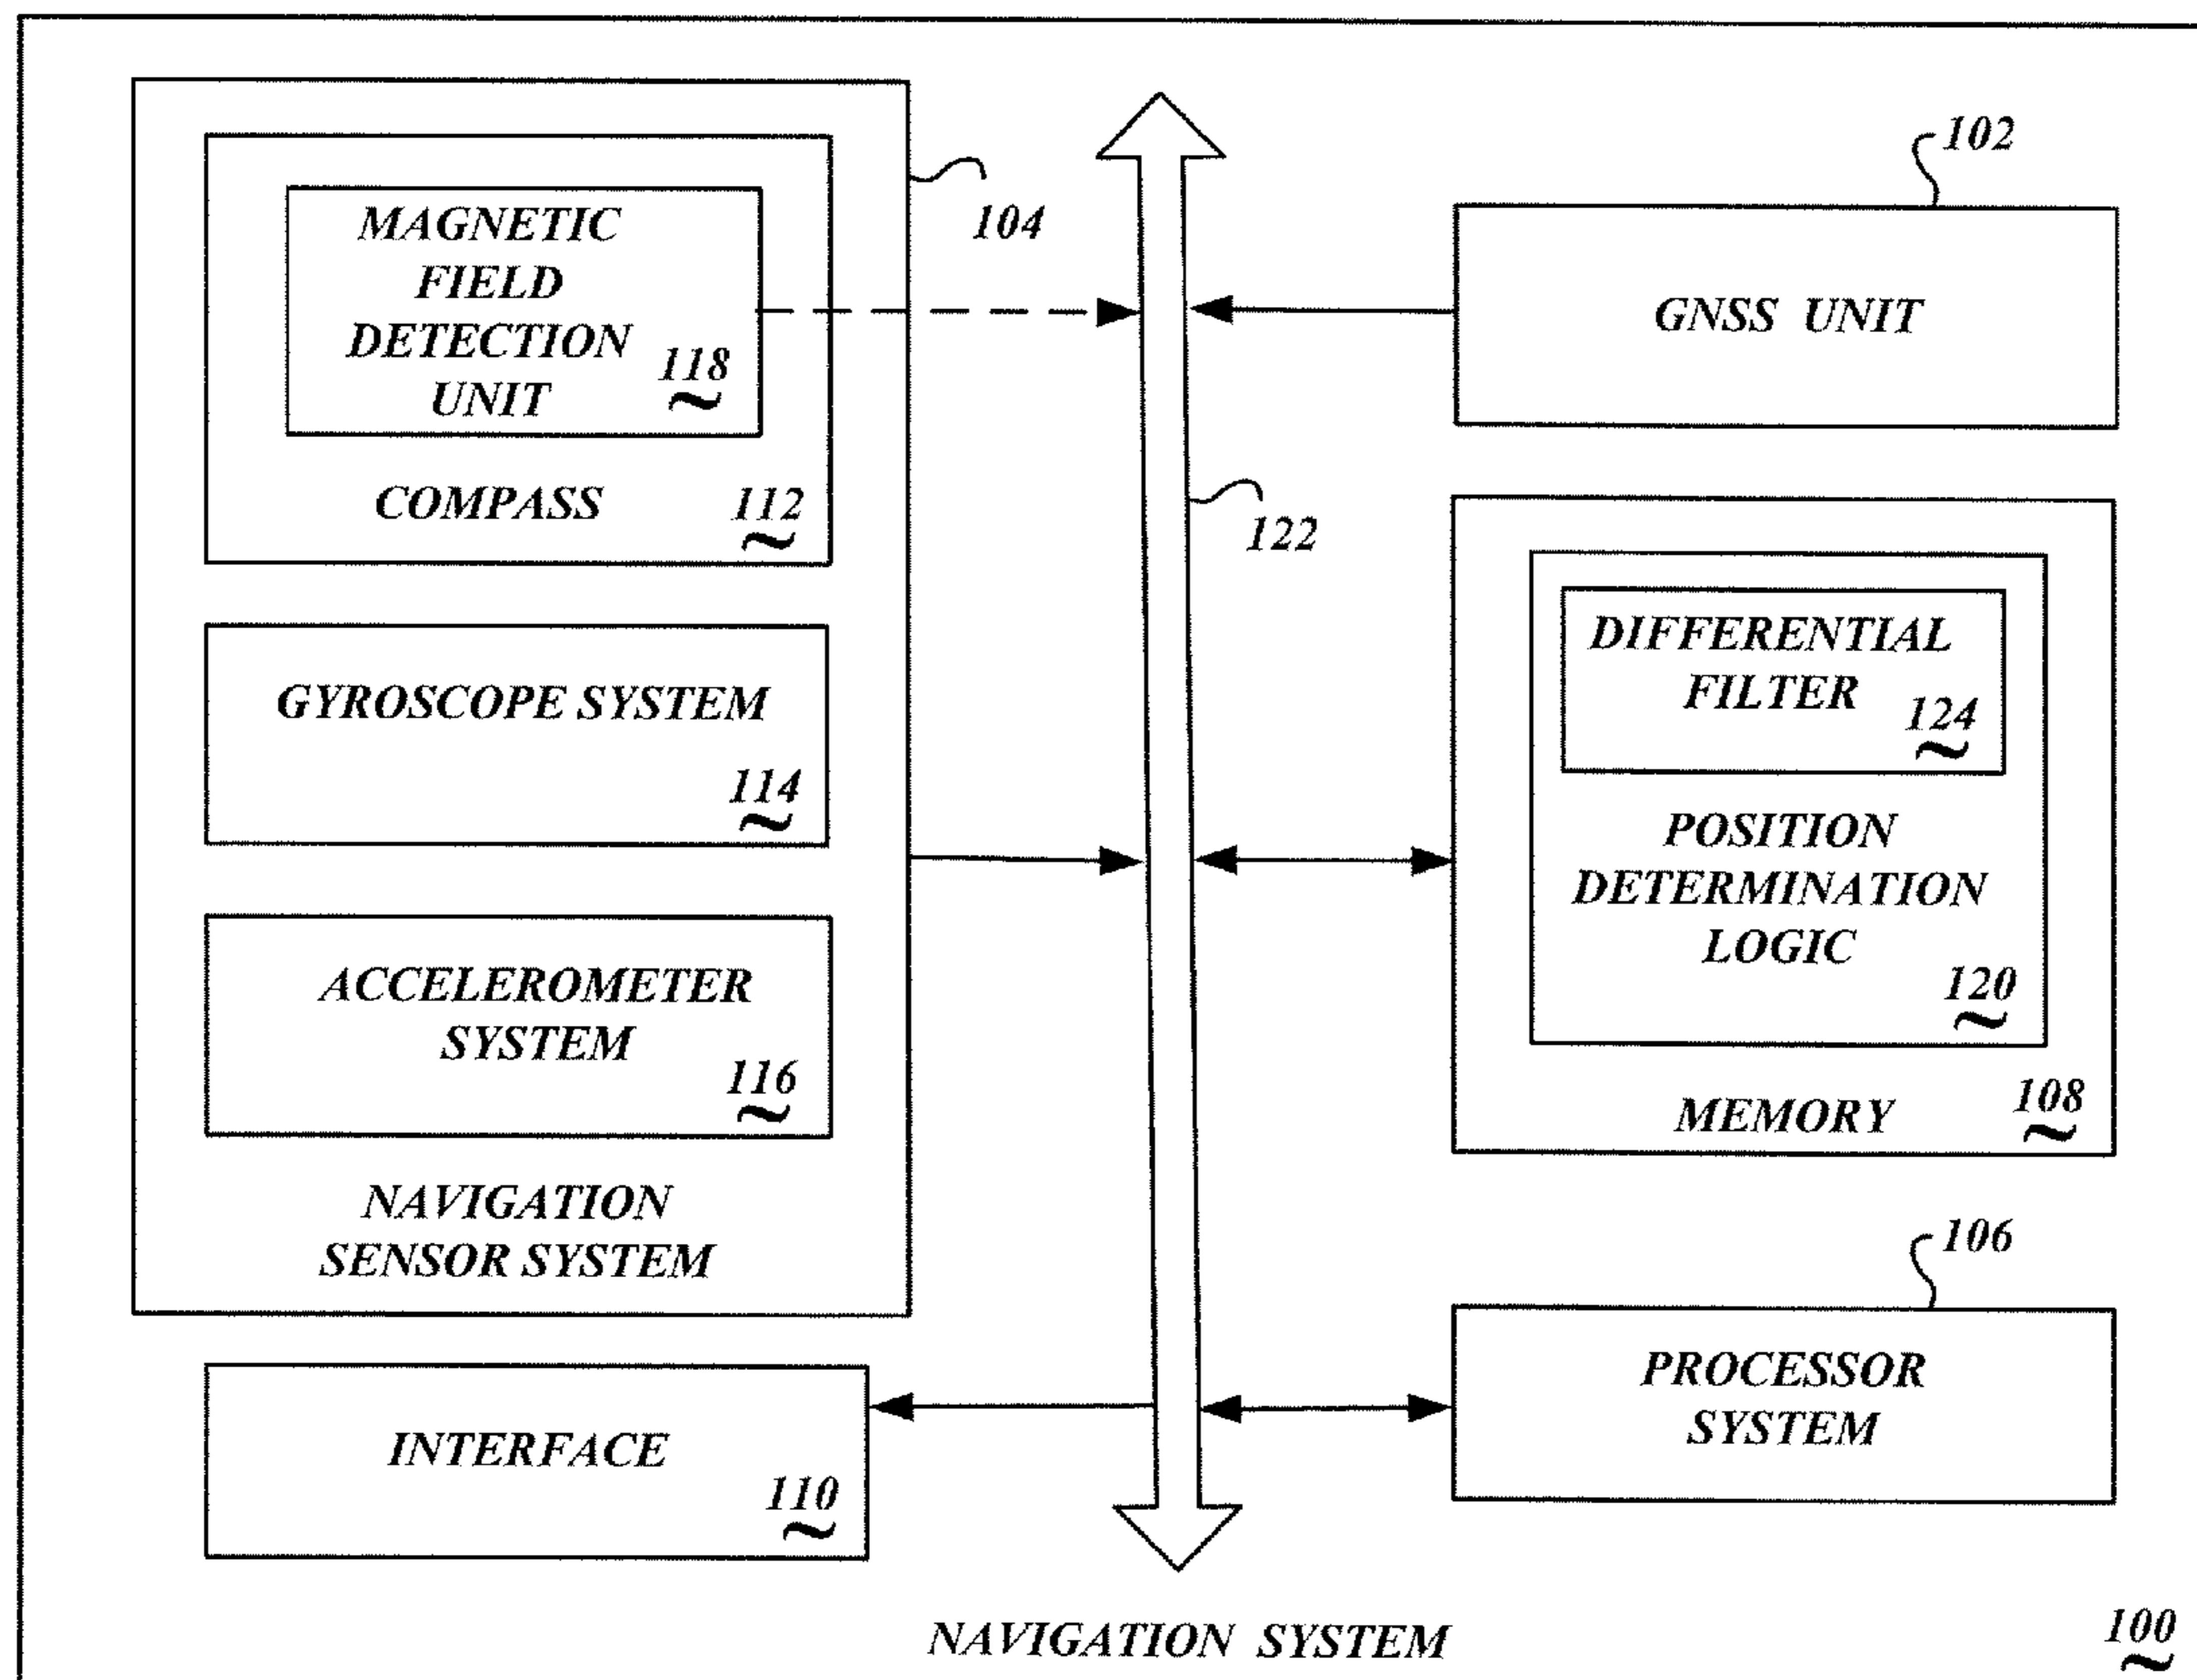 MAGNETIC
FIELD
DETECTION
UNIT
118
COMPASS
112
104
GYROSCOPE SYSTEM
114
ACCELEROMETER
SYSTEM
116
NAVIGATION
SENSOR SYSTEM
INTERFACE
110
122
102
GNSS UNIT
DIFFERENTIAL
FILTER
124
POSITION
DETERMINATION
LOGIC
120
MEMORY
108
106
PROCESSOR
SYSTEM
NAVIGATION SYSTEM
100